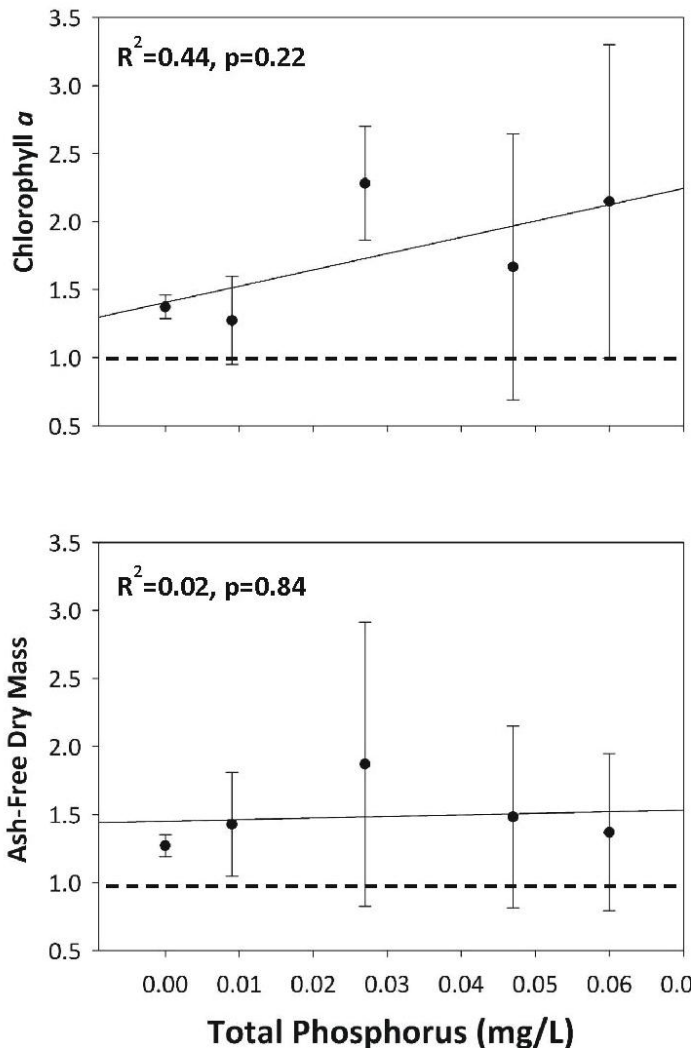 3.5
R²=0.44, p=0.22
3.0
2.5
2.0
1.5
1.0
0.5
Chlorophyll a
3.5
R²=0.02, p=0.84
3.0
2.5
2.0
1.5
1.0
0.5
Ash-Free Dry Mass
0.00 0.01 0.02 0.03 0.04 0.05 0.06 0.0
Total Phosphorus (mg/L)